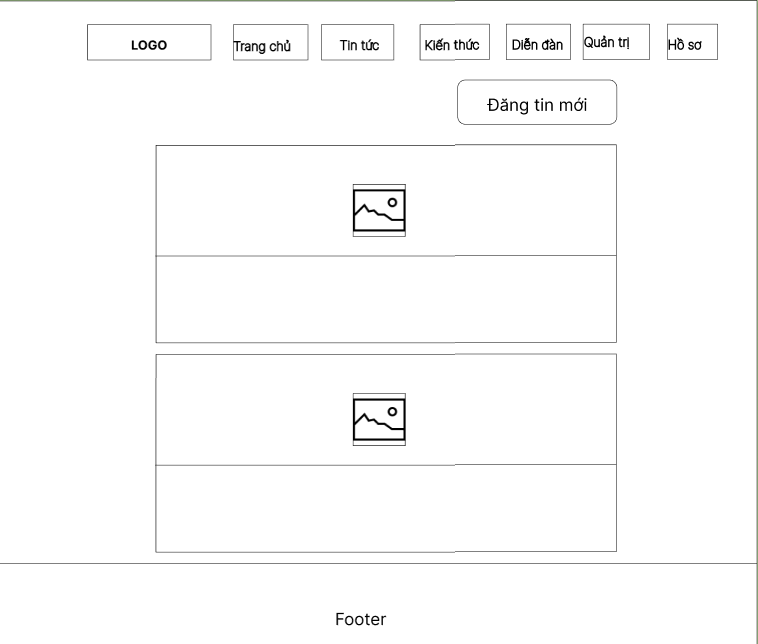 LOGO
Trang chủ
Tin tức
Kiến thức
Diễn đàn
Quản trị
Hồ sơ
Đăng tin mới
Footer